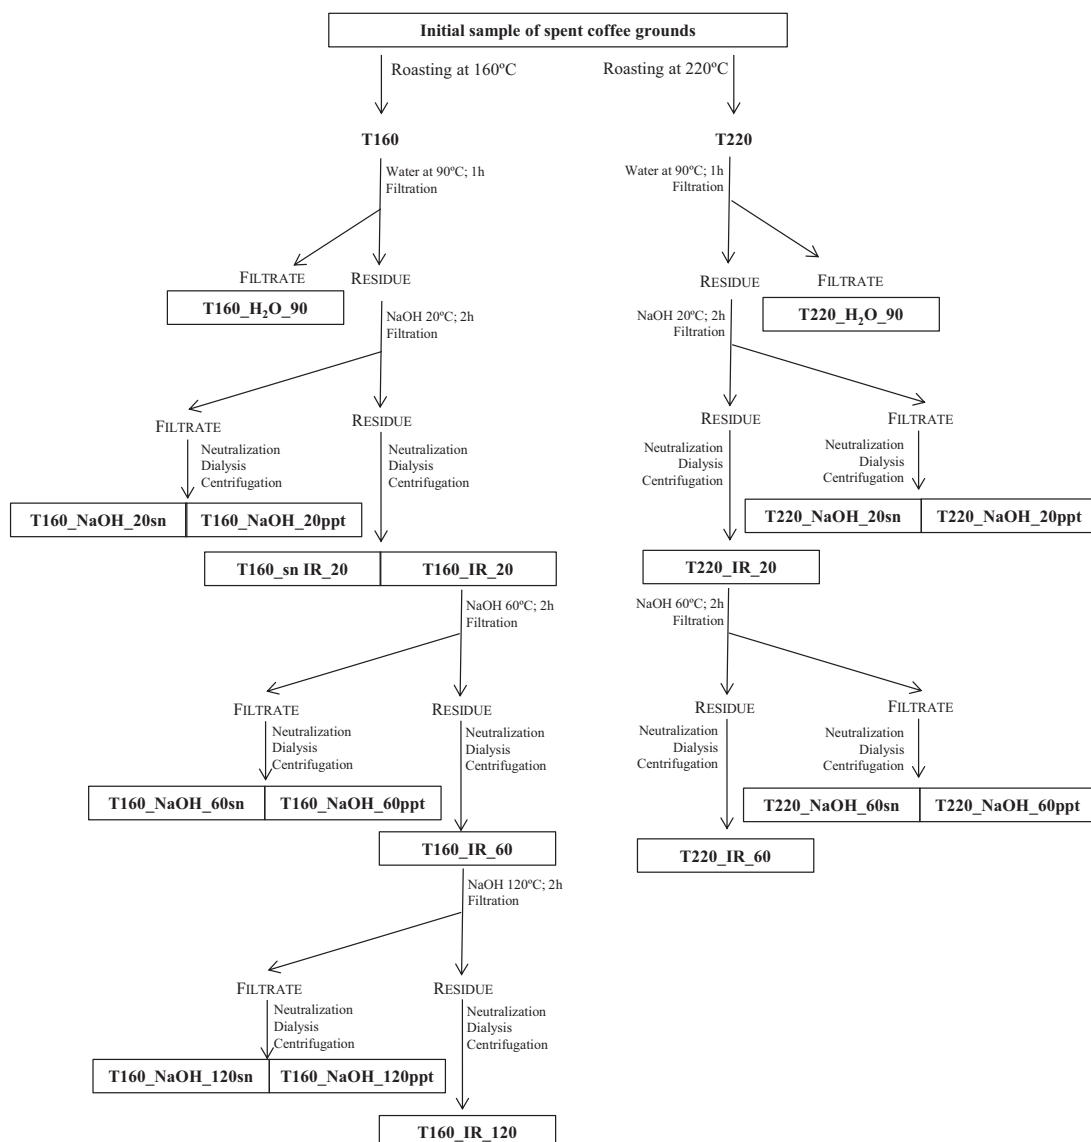 Initial sample of spent coffee grounds
Roasting at 160ºC
Roasting at 220ºC
T160
T220
Water at 90ºC; 1h
Filtration
Water at 90ºC; 1h
Filtration
FILTRATE
RESIDUE
RESIDUE
FILTRATE
T160_H₂O_90
T220_H₂O_90
NaOH 20ºC; 2h
Filtration
NaOH 20ºC; 2h
Filtration
FILTRATE
RESIDUE
RESIDUE
FILTRATE
Neutralization
Dialysis
Centrifugation
Neutralization
Dialysis
Centrifugation
Neutralization
Dialysis
Centrifugation
Neutralization
Dialysis
Centrifugation
T160_NaOH_20sn
T160_NaOH_20ppt
T220_NaOH_20sn
T220_NaOH_20ppt
T160_sn IR_20
T160_IR_20
T220_IR_20
NaOH 60ºC; 2h
Filtration
NaOH 60ºC; 2h
Filtration
FILTRATE
RESIDUE
RESIDUE
FILTRATE
Neutralization
Dialysis
Centrifugation
Neutralization
Dialysis
Centrifugation
Neutralization
Dialysis
Centrifugation
Neutralization
Dialysis
Centrifugation
T160_NaOH_60sn
T160_NaOH_60ppt
T220_NaOH_60sn
T220_NaOH_60ppt
T160_IR_60
T220_IR_60
NaOH 120ºC; 2h
Filtration
FILTRATE
RESIDUE
Neutralization
Dialysis
Centrifugation
Neutralization
Dialysis
Centrifugation
T160_NaOH_120sn
T160_NaOH_120ppt
T160_IR_120